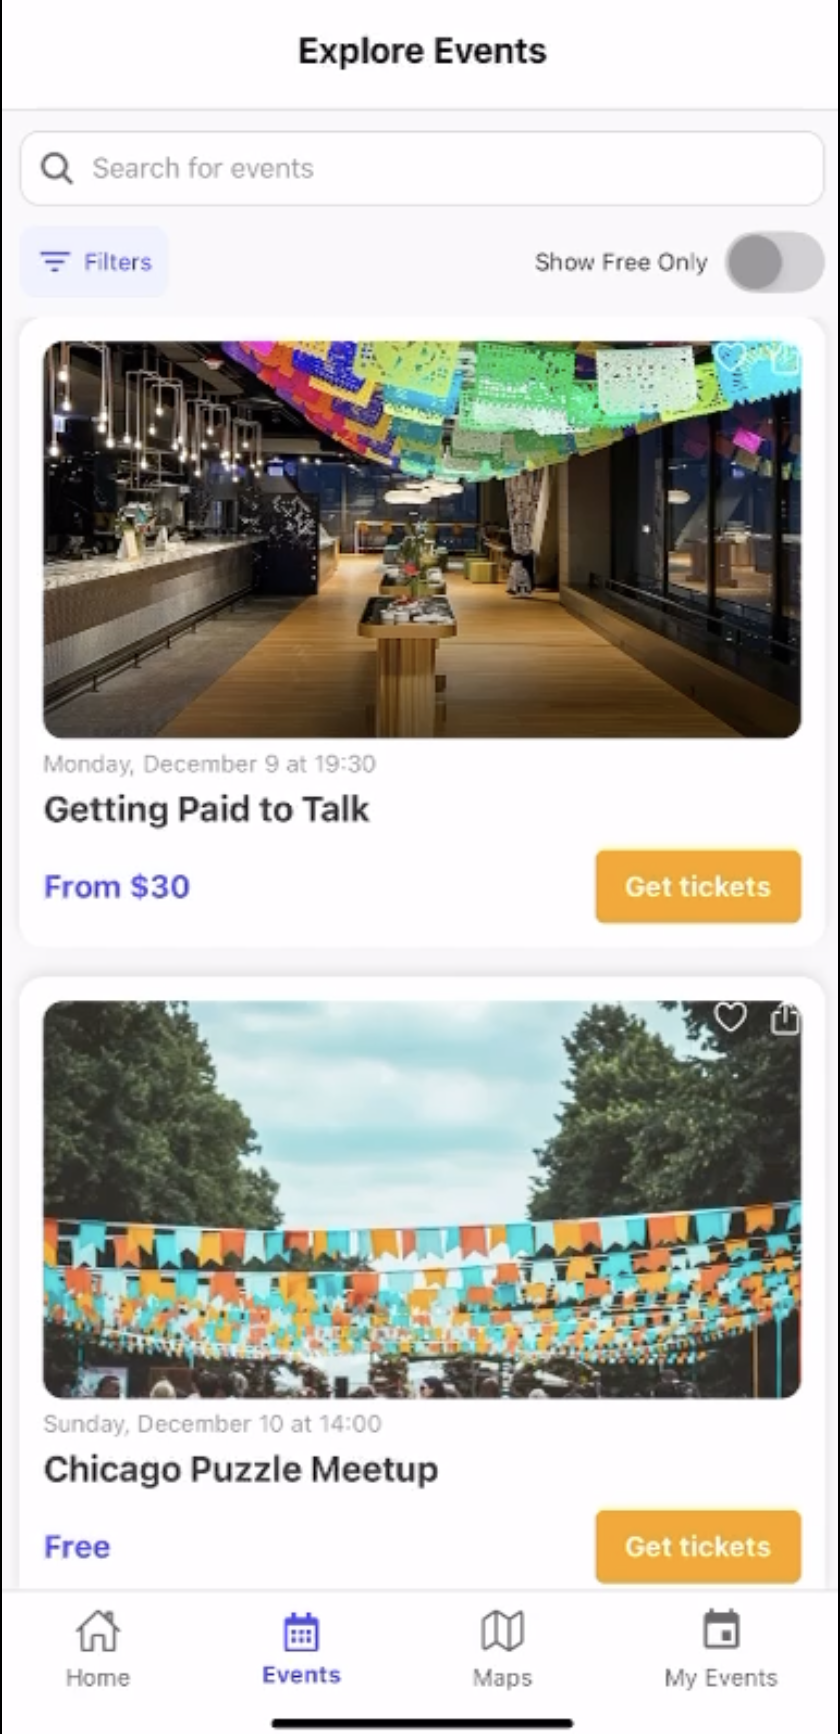 Explore Events
Search for events
Filters
Show Free Only
Monday, December 9 at 19:30
Getting Paid to Talk
From $30
Get tickets
Sunday, December 10 at 14:00
Chicago Puzzle Meetup
Free
Get tickets
Home
Events
Maps
My Events